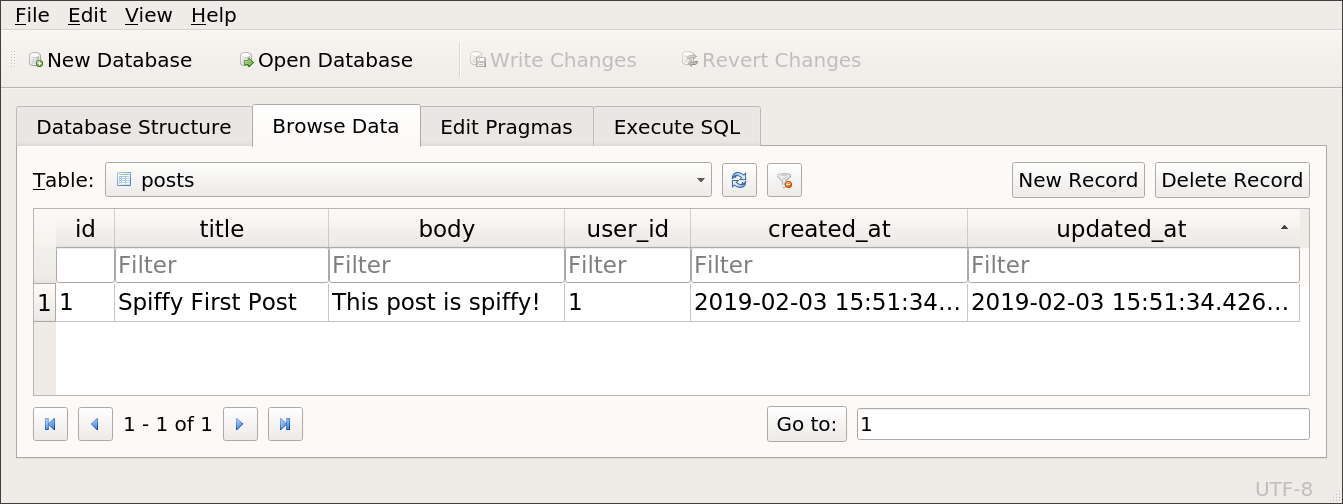 File Edit View Help
New Database Open Database Write Changes Revert Changes
Database Structure Browse Data Edit Pragmas Execute SQL
Table: posts New Record Delete Record
id title body user_id created_at updated_at
Filter Filter Filter Filter Filter
1 1 Spiffy First Post This post is spiffy! 1 2019-02-03 15:51:34... 2019-02-03 15:51:34.426...
1 - 1 of 1 Go to: 1
UTF-8